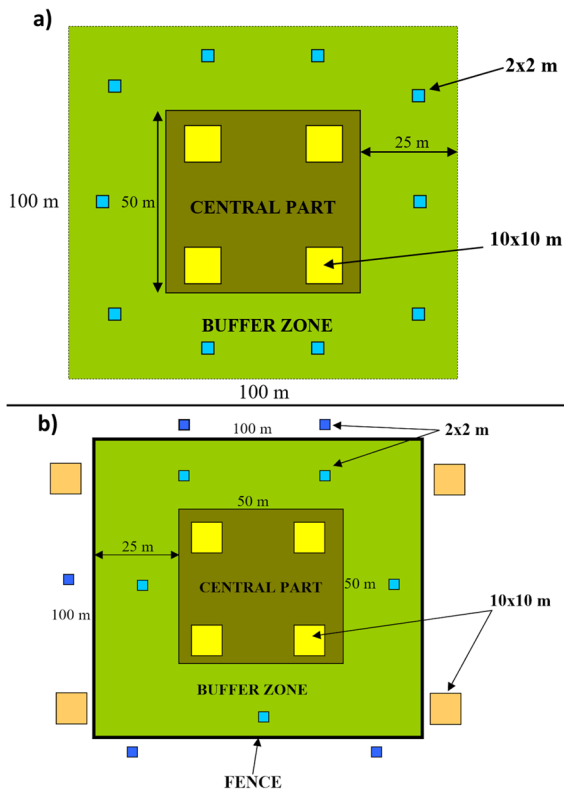 a)
2x2 m
25 m
100 m
50 m
CENTRAL PART
10x10 m
BUFFER ZONE
100 m
b)
100 m
2x2 m
50 m
25 m
CENTRAL PART
50 m
100 m
10x10 m
BUFFER ZONE
FENCE